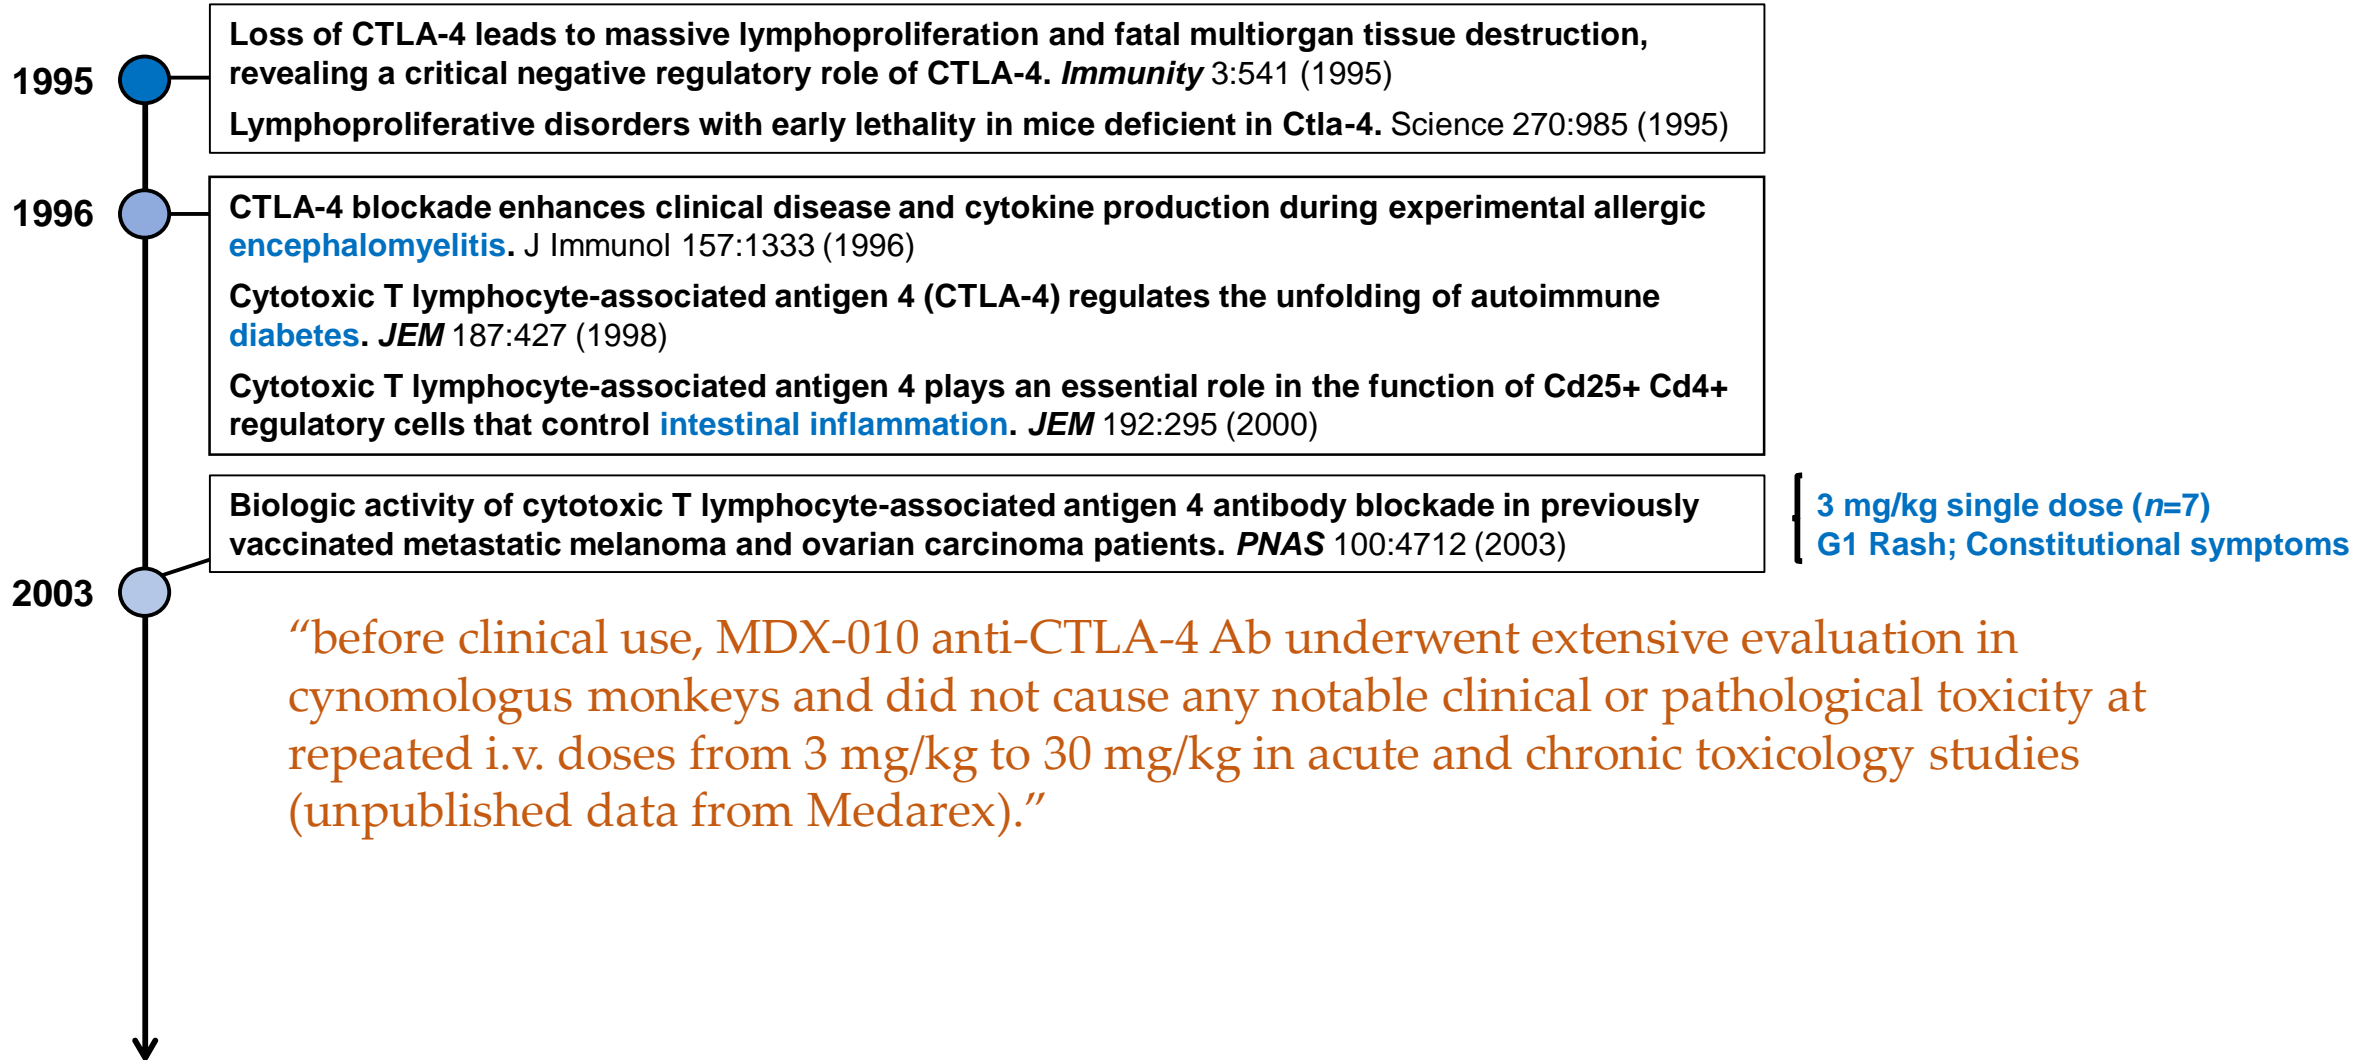 1995
Loss of CTLA-4 leads to massive lymphoproliferation and fatal multiorgan tissue destruction,
revealing a critical negative regulatory role of CTLA-4. Immunity 3:541 (1995)
Lymphoproliferative disorders with early lethality in mice deficient in Ctla-4. Science 270:985 (1995)
1996
CTLA-4 blockade enhances clinical disease and cytokine production during experimental allergic
encephalomyelitis. J Immunol 157:1333 (1996)
Cytotoxic T lymphocyte-associated antigen 4 (CTLA-4) regulates the unfolding of autoimmune
diabetes. JEM 187:427 (1998)
Cytotoxic T lymphocyte-associated antigen 4 plays an essential role in the function of Cd25+ Cd4+
regulatory cells that control intestinal inflammation. JEM 192:295 (2000)
2003
Biologic activity of cytotoxic T lymphocyte-associated antigen 4 antibody blockade in previously
vaccinated metastatic melanoma and ovarian carcinoma patients. PNAS 100:4712 (2003)
3 mg/kg single dose (n=7)
G1 Rash; Constitutional symptoms
“before clinical use, MDX-010 anti-CTLA-4 Ab underwent extensive evaluation in
cynomologus monkeys and did not cause any notable clinical or pathological toxicity at
repeated i.v. doses from 3 mg/kg to 30 mg/kg in acute and chronic toxicology studies
(unpublished data from Medarex).”